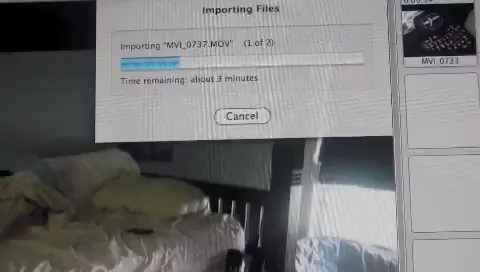 Importing Files
Importing "MVI_0737.MOV" (1 of 2)
Time remaining: about 3 minutes
Cancel
MVI_0733